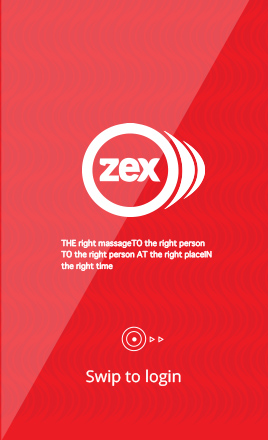 zex
THE right massageTO the right person
TO the right person AT the right placeIN
the right time
Swip to login